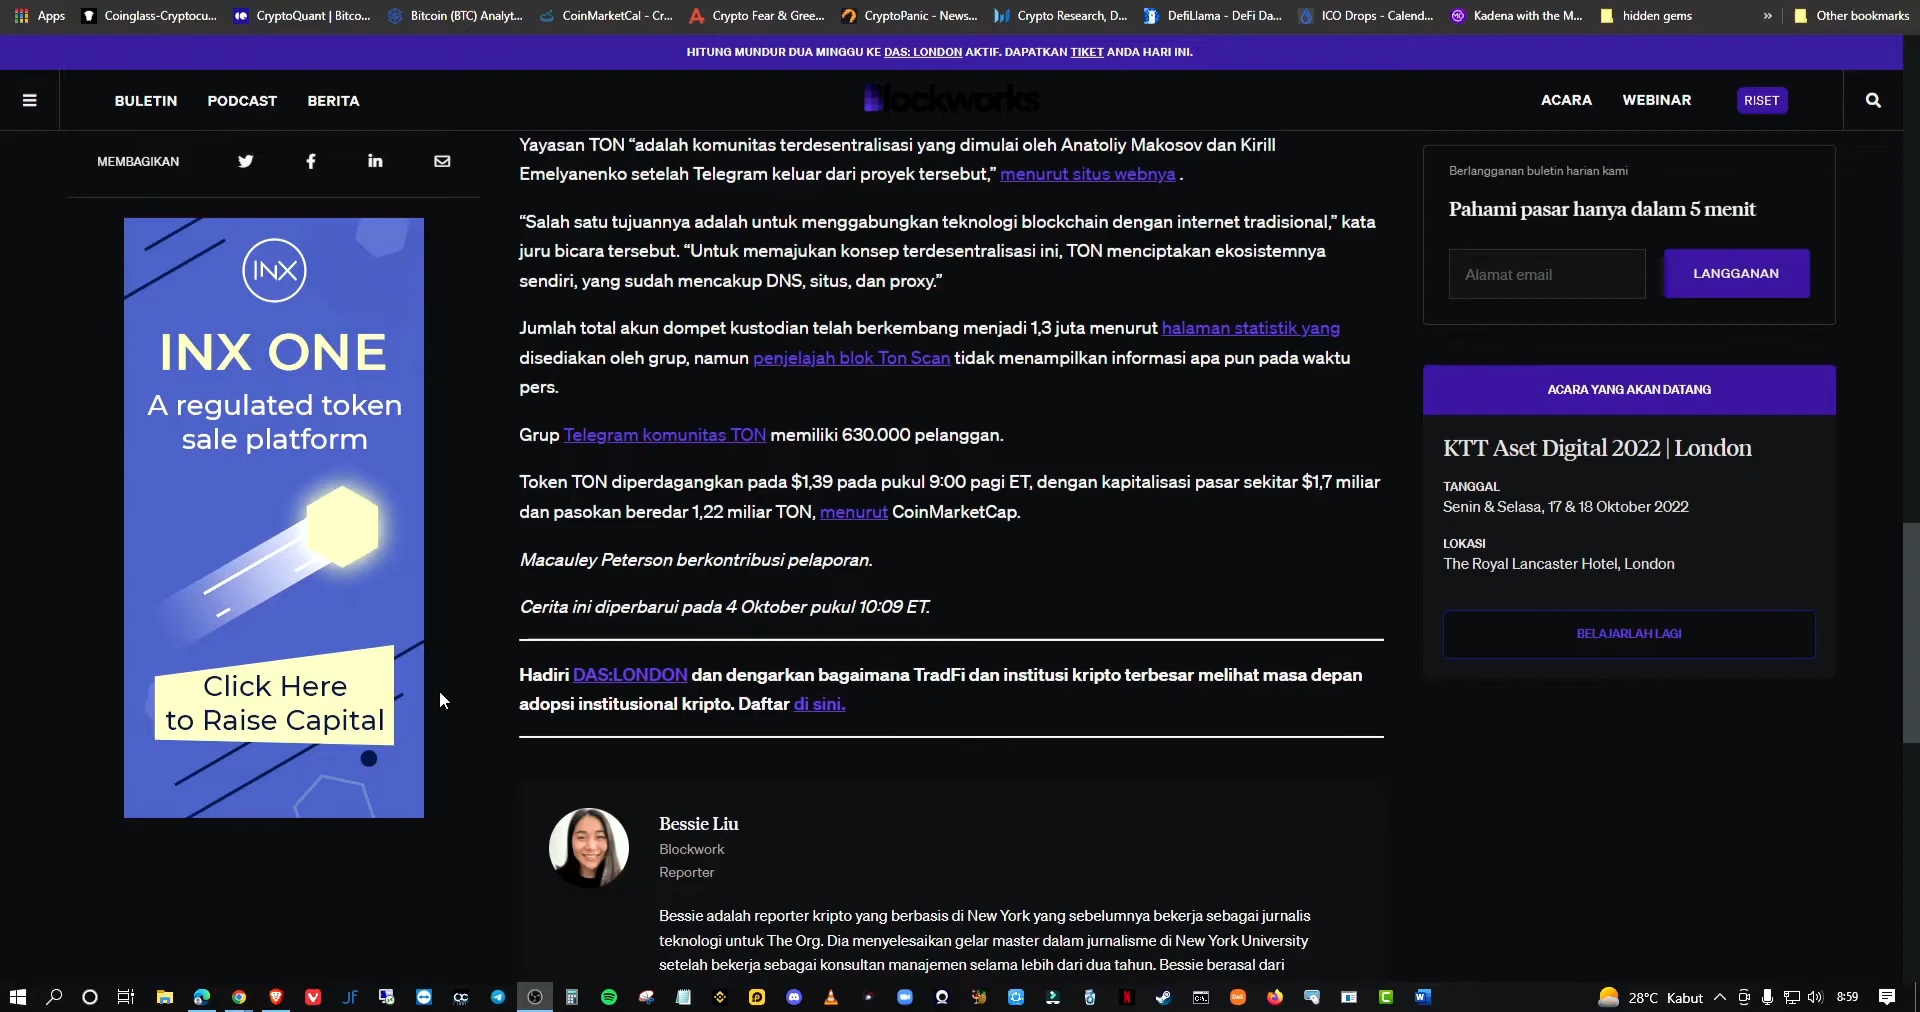 Apps
Coinglass-Cryptocu...
CryptoQuant | Bitco...
Bitcoin (BTC) Analyt...
CoinMarketCal - Cr...
Crypto Fear & Gree...
CryptoPanic - News...
Crypto Research, D...
DefiLlama - DeFi Da...
ICO Drops - Calend...
Kadena with the M...
hidden gems
»
Other bookmarks
HITUNG MUNDUR DUA MINGGU KE DAS: LONDON AKTIF. DAPATKAN TIKET ANDA HARI INI.
BULETIN
PODCAST
BERITA
Blockworks
ACARA
WEBINAR
RISET
MEMBAGIKAN
INX
INX ONE
A regulated token
sale platform
Click Here
to Raise Capital
Yayasan TON “adalah komunitas terdesentralisasi yang dimulai oleh Anatoliy Makosov dan Kirill
Emelyanenko setelah Telegram keluar dari proyek tersebut,” menurut situs webnya .
“Salah satu tujuannya adalah untuk menggabungkan teknologi blockchain dengan internet tradisional,” kata
juru bicara tersebut. “Untuk memajukan konsep terdesentralisasi ini, TON menciptakan ekosistemnya
sendiri, yang sudah mencakup DNS, situs, dan proxy.”
Jumlah total akun dompet kustodian telah berkembang menjadi 1,3 juta menurut halaman statistik yang
disediakan oleh grup, namun penjelajah blok Ton Scan tidak menampilkan informasi apa pun pada waktu
pers.
Grup Telegram komunitas TON memiliki 630.000 pelanggan.
Token TON diperdagangkan pada $1,39 pada pukul 9:00 pagi ET, dengan kapitalisasi pasar sekitar $1,7 miliar
dan pasokan beredar 1,22 miliar TON, menurut CoinMarketCap.
Macauley Peterson berkontribusi pelaporan.
Cerita ini diperbarui pada 4 Oktober pukul 10:09 ET.
Hadiri DAS:LONDON dan dengarkan bagaimana TradFi dan institusi kripto terbesar melihat masa depan
adopsi institusional kripto. Daftar di sini.
Bessie Liu
Blockwork
Reporter
Bessie adalah reporter kripto yang berbasis di New York yang sebelumnya bekerja sebagai jurnalis
teknologi untuk The Org. Dia menyelesaikan gelar master dalam jurnalisme di New York University
setelah bekerja sebagai konsultan manajemen selama lebih dari dua tahun. Bessie berasal dari
Berlangganan buletin harian kami
Pahami pasar hanya dalam 5 menit
Alamat email
LANGGANAN
ACARA YANG AKAN DATANG
KTT Aset Digital 2022 | London
TANGGAL
Senin & Selasa, 17 & 18 Oktober 2022
LOKASI
The Royal Lancaster Hotel, London
BELAJARLAH LAGI
28°C Kabut
8:59